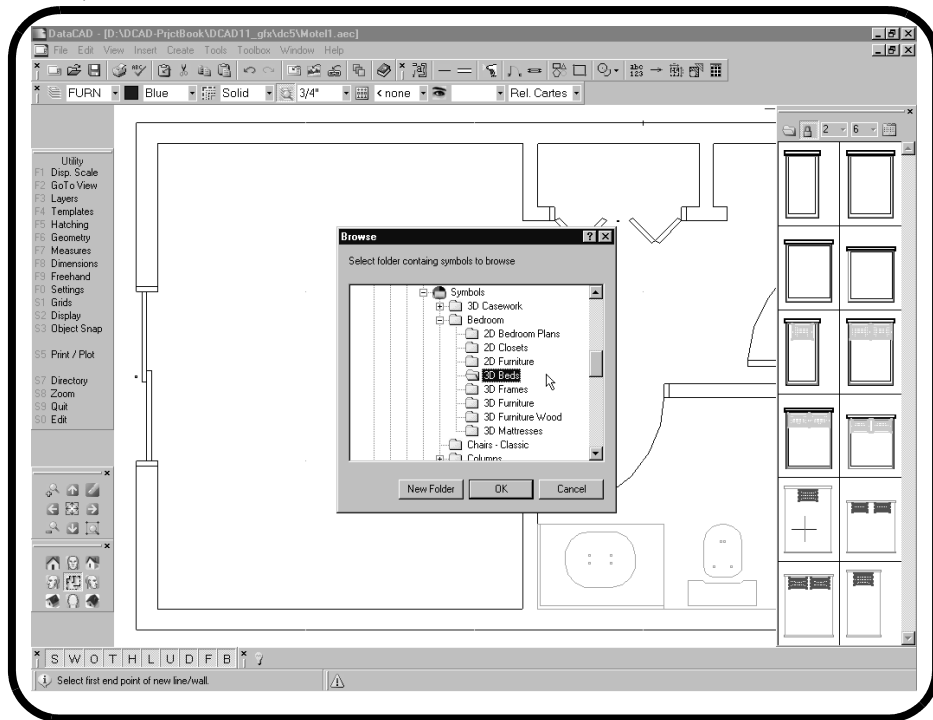 DataCAD - [D:\DCAD-PrjctBook\DCAD11_gfx\dc5\Motel1.aec]
File Edit View Insert Create Tools Toolbox Window Help
FURN Blue Solid 3/4" < none Rel. Cartes
2 6
Utility
F1 Disp. Scale
F2 GoTo View
F3 Layers
F4 Templates
F5 Hatching
F6 Geometry
F7 Measures
F8 Dimensions
F9 Freehand
F0 Settings
S1 Grids
S2 Display
S3 Object Snap
S5 Print / Plot
S7 Directory
S8 Zoom
S9 Quit
S0 Edit
Browse
Select folder containg symbols to browse
Symbols
3D Casework
Bedroom
2D Bedroom Plans
2D Closets
2D Furniture
3D Beds
3D Frames
3D Furniture
3D Furniture Wood
3D Mattresses
Chairs - Classic
Columns
New Folder OK Cancel
S W O T H L U D F B
Select first end point of new line/wall.